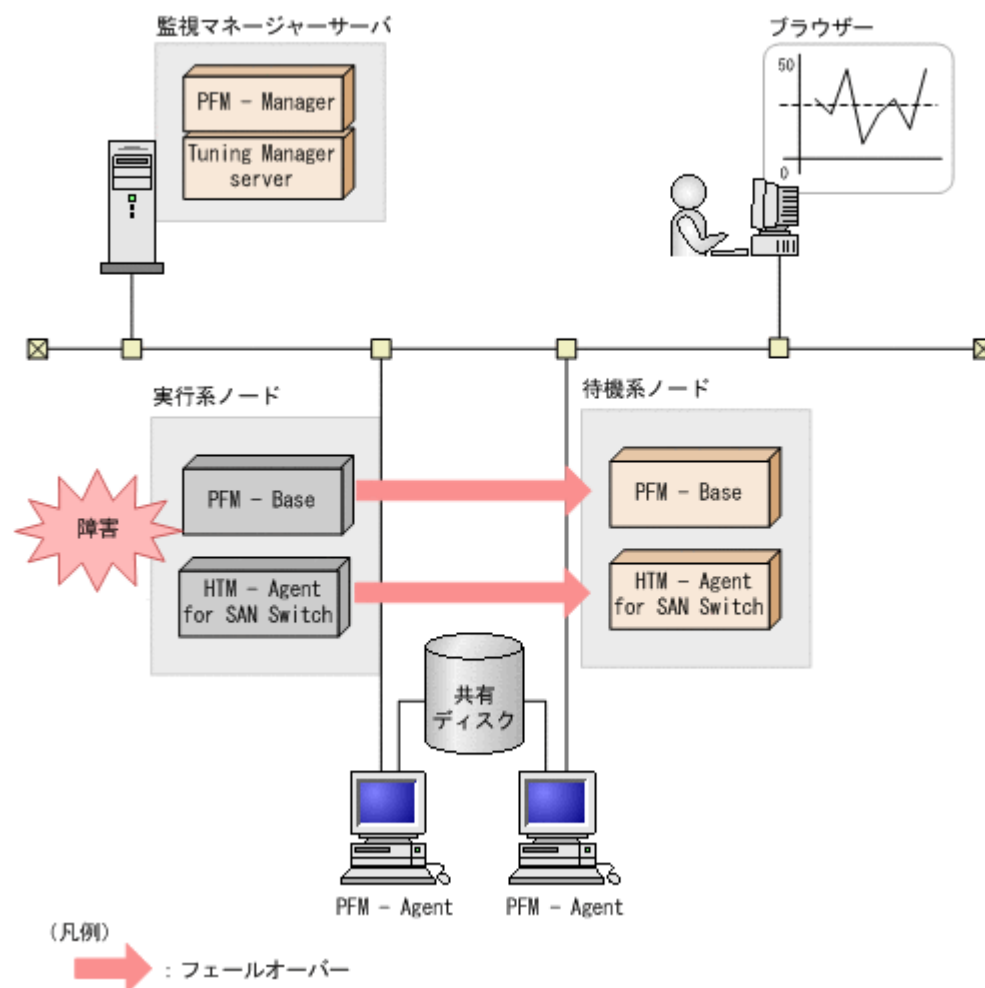 監視マネージャーサーバ
PFM - Manager
Tuning Manager
server
ブラウザー
50
0
実行系ノード
PFM - Base
HTM - Agent
for SAN Switch
障害
待機系ノード
PFM - Base
HTM - Agent
for SAN Switch
共有
ディスク
PFM - Agent
PFM - Agent
(凡例)
: フェールオーバー